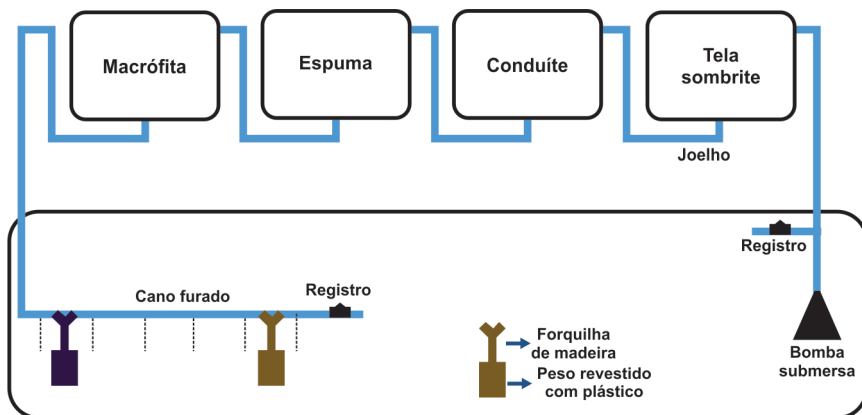 Macrófita
Espuma
Conduíte
Tela
sombrite
Joelho
Registro
Cano furado
Registro
Forquilha
de madeira
Peso revestido
com plástico
Bomba
submersa